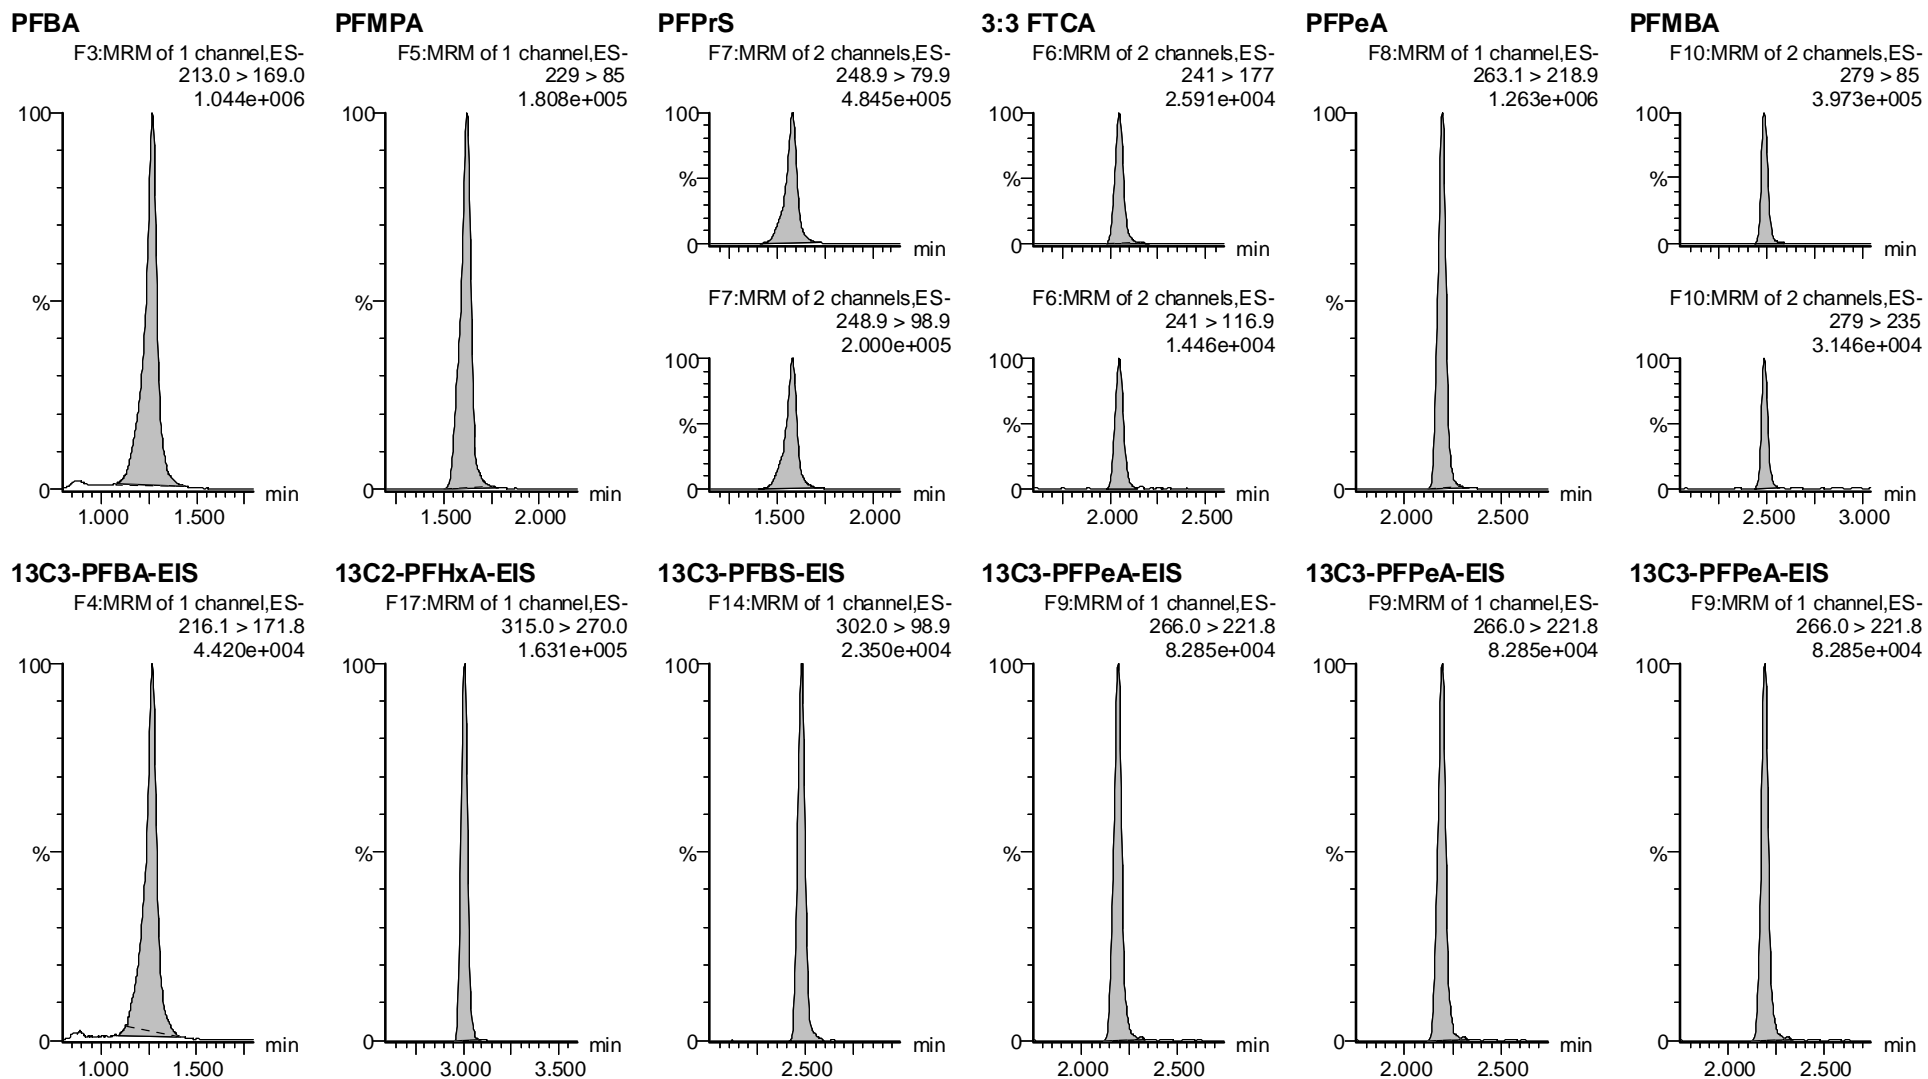 PFBA
F3:MRM of 1 channel,ES-
213.0 > 169.0
1.044e+006
100
%
0
min
1.000 1.500
PFMPA
F5:MRM of 1 channel,ES-
229 > 85
1.808e+005
100
%
0
min
1.500 2.000
PFPrS
F7:MRM of 2 channels,ES-
248.9 > 79.9
4.845e+005
100
%
0
min
F7:MRM of 2 channels,ES-
248.9 > 98.9
2.000e+005
100
%
0
min
1.500 2.000
3:3 FTCA
F6:MRM of 2 channels,ES-
241 > 177
2.591e+004
100
%
0
min
F6:MRM of 2 channels,ES-
241 > 116.9
1.446e+004
100
%
0
min
2.000 2.500
PFPeA
F8:MRM of 1 channel,ES-
263.1 > 218.9
1.263e+006
100
%
0
min
2.000 2.500
PFMBA
F10:MRM of 2 channels,ES-
279 > 85
3.973e+005
100
%
0
min
F10:MRM of 2 channels,ES-
279 > 235
3.146e+004
100
%
0
min
2.500 3.000
13C3-PFBA-EIS
F4:MRM of 1 channel,ES-
216.1 > 171.8
4.420e+004
100
%
0
min
1.000 1.500
13C2-PFHxA-EIS
F17:MRM of 1 channel,ES-
315.0 > 270.0
1.631e+005
100
%
0
min
3.000 3.500
13C3-PFBS-EIS
F14:MRM of 1 channel,ES-
302.0 > 98.9
2.350e+004
100
%
0
min
2.500
13C3-PFPeA-EIS
F9:MRM of 1 channel,ES-
266.0 > 221.8
8.285e+004
100
%
0
min
2.000 2.500
13C3-PFPeA-EIS
F9:MRM of 1 channel,ES-
266.0 > 221.8
8.285e+004
100
%
0
min
2.000 2.500
13C3-PFPeA-EIS
F9:MRM of 1 channel,ES-
266.0 > 221.8
8.285e+004
100
%
0
min
2.000 2.500